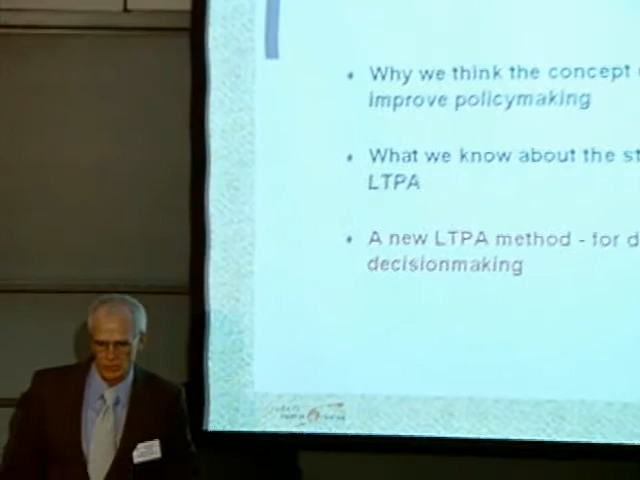 Why we think the concept
improve policymaking
What we know about the st
LTPA
A new LTPA method - for d
decisionmaking